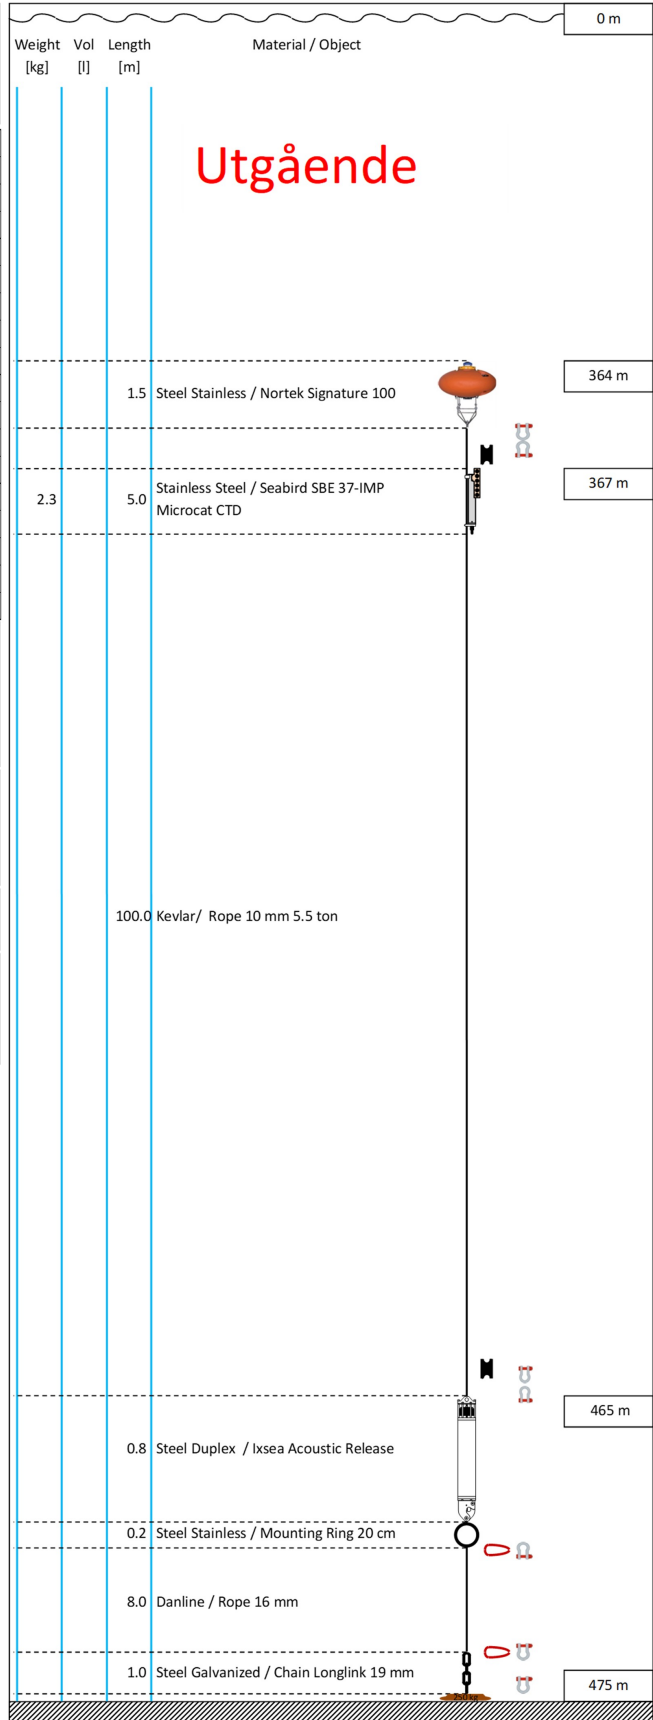 0 m
Weight Vol Length Material / Object
[kg] [l] [m]
Utgående
364 m
1.5 Steel Stainless / Nortek Signature 100
367 m
Stainless Steel / Seabird SBE 37-IMP
2.3 5.0
Microcat CTD
100.0 Kevlar/ Rope 10 mm 5.5 ton
465 m
0.8 Steel Duplex / Ixsea Acoustic Release
0.2 Steel Stainless / Mounting Ring 20 cm
8.0 Danline / Rope 16 mm
1.0 Steel Galvanized / Chain Longlink 19 mm
475 m
250 kg